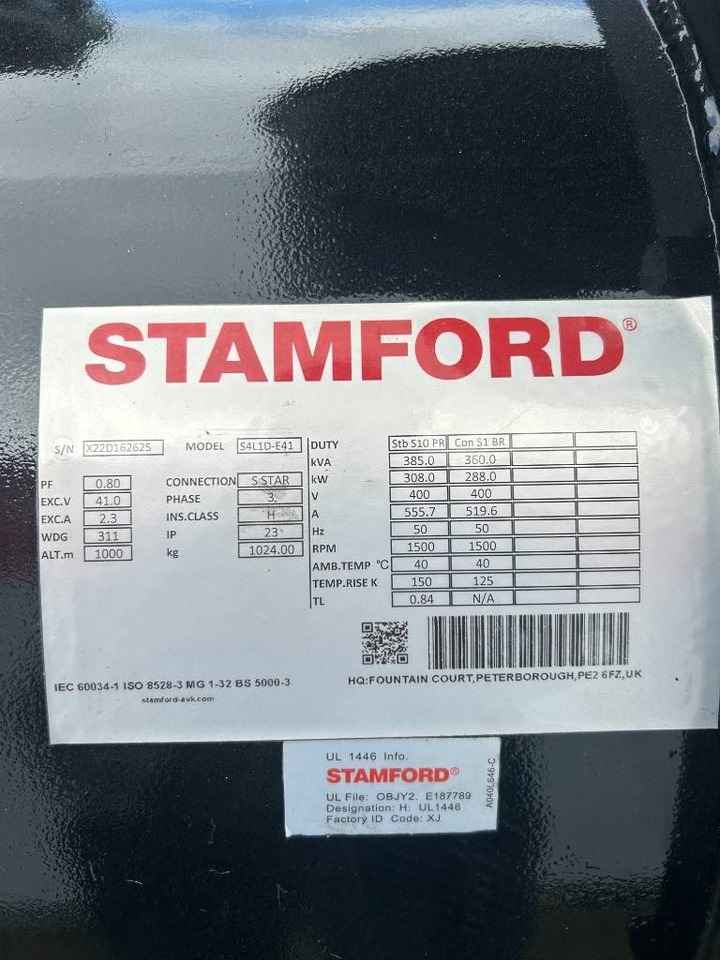 STAMFORD®
S/N X22D162625 MODEL S4L1D-E41
PF 0.80 CONNECTION S STAR
EXC.V 41.0 PHASE 3
EXC.A 2.3 INS.CLASS H
WDG 311 IP 23
ALT.m 1000 kg 1024.00
DUTY Stb S10 PR Con S1 BR
kVA 385.0 360.0
kW 308.0 288.0
V 400 400
A 555.7 519.6
Hz 50 50
RPM 1500 1500
AMB.TEMP °C 40 40
TEMP.RISE K 150 125
TL 0.84 N/A
IEC 60034-1 ISO 8528-3 MG 1-32 BS 5000-3
stamford-avk.com
HQ:FOUNTAIN COURT,PETERBOROUGH,PE2 6FZ,UK
UL 1446 Info.
STAMFORD®
UL File: OBJY2. E187789
Designation: H: UL1446
Factory ID Code: XJ
A040L646-C